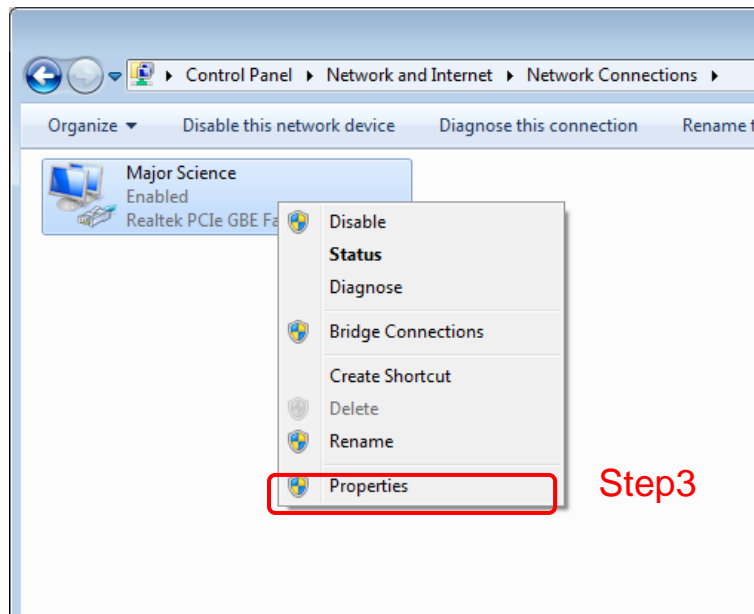 Control Panel Network and Internet Network Connections
Organize Disable this network device Diagnose this connection Rename
Major Science
Enabled
Realtek PCIe GBE
Disable
Status
Diagnose
Bridge Connections
Create Shortcut
Delete
Rename
Properties
Step3